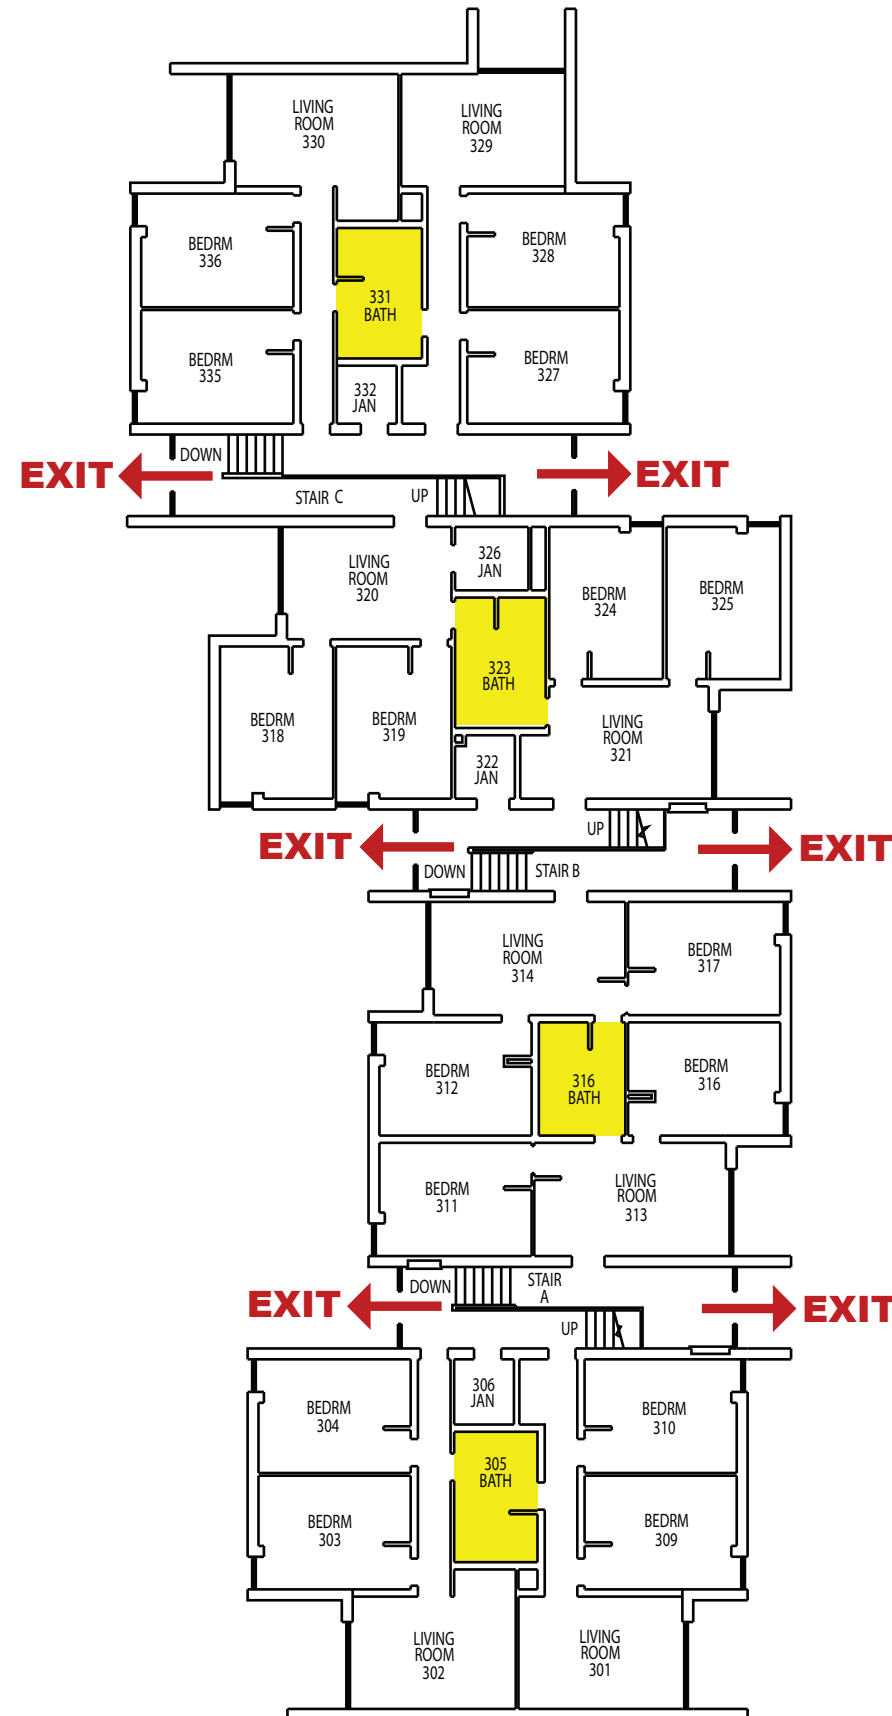 LIVING
ROOM
330
LIVING
ROOM
329
BEDRM
336
BEDRM
328
331
BATH
BEDRM
335
BEDRM
327
332
JAN
DOWN
EXIT
EXIT
STAIR C
UP
LIVING
ROOM
320
326
JAN
BEDRM
324
BEDRM
325
323
BATH
BEDRM
318
BEDRM
319
LIVING
ROOM
321
322
JAN
UP
EXIT
EXIT
DOWN
STAIR B
LIVING
ROOM
314
BEDRM
317
BEDRM
312
316
BATH
BEDRM
316
BEDRM
311
LIVING
ROOM
313
DOWN
STAIR
A
EXIT
EXIT
UP
306
JAN
BEDRM
304
BEDRM
310
305
BATH
BEDRM
303
BEDRM
309
LIVING
ROOM
302
LIVING
ROOM
301